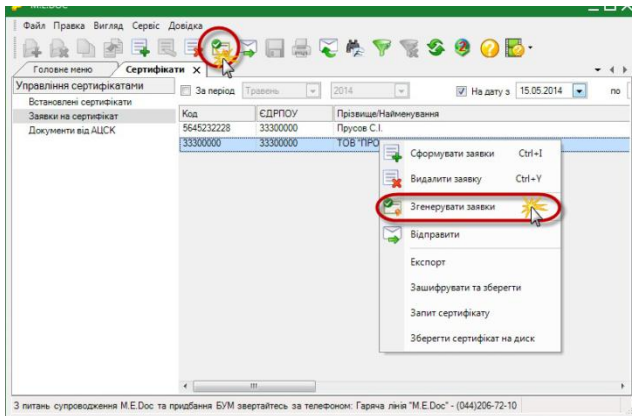 M.E.Doc
Файл Правка Вигляд Сервіс Довідка
Головне меню Сертифікати X
Управління сертифікатами
За період Травень 2014 На дату з 15.05.2014 по
Встановлені сертифікати
Заявки на сертифікат
Документи від АЦСК
Код ЄДРПОУ Прізвище/Найменування
5645232228 33300000 Прусов С.І.
33300000 33300000 ТОВ "ПРО
Сформувати заявки Ctrl+I
Видалити заявку Ctrl+Y
Згенерувати заявки
Відправити
Експорт
Зашифрувати та зберегти
Запит сертифікату
Зберегти сертифікат на диск
З питань супроводження M.E.Doc та придбання БУМ звертайтесь за телефоном: Гаряча лінія "M.E.Doc" - (044)206-72-10